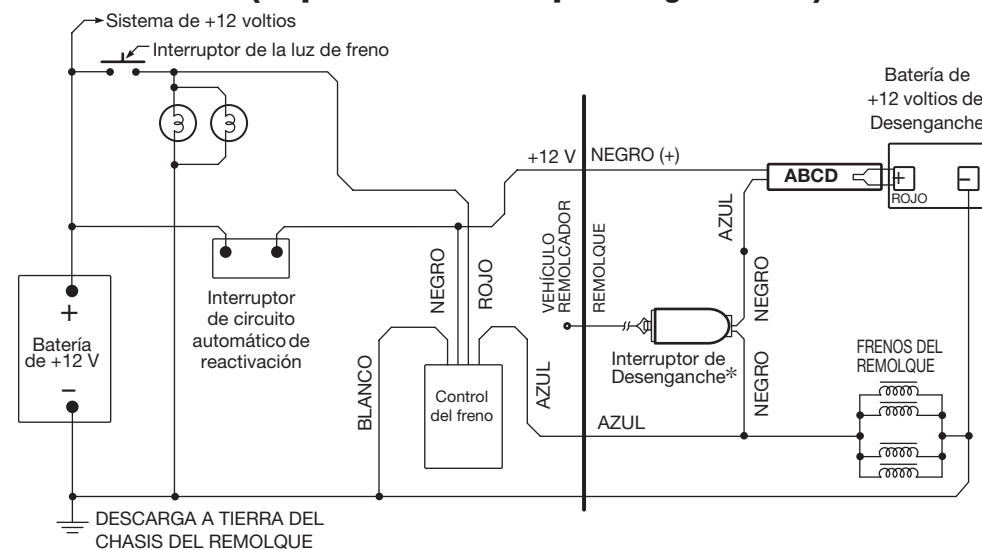 Sistema de +12 voltios
Interruptor de la luz de freno
Batería de
+12 voltios de
Desenganche
+12 V
NEGRO (+)
ABCD
+
−
ROJO
AZUL
VEHÍCULO
REMOLCADOR
REMOLQUE
NEGRO
NEGRO
ROJO
Interruptor
de circuito
automático de
reactivación
+
Batería
de +12 V
−
Interruptor de
Desenganche*
NEGRO
FRENOS DEL
REMOLQUE
BLANCO
Control
del freno
AZUL
AZUL
DESCARGA A TIERRA DEL
CHASIS DEL REMOLQUE